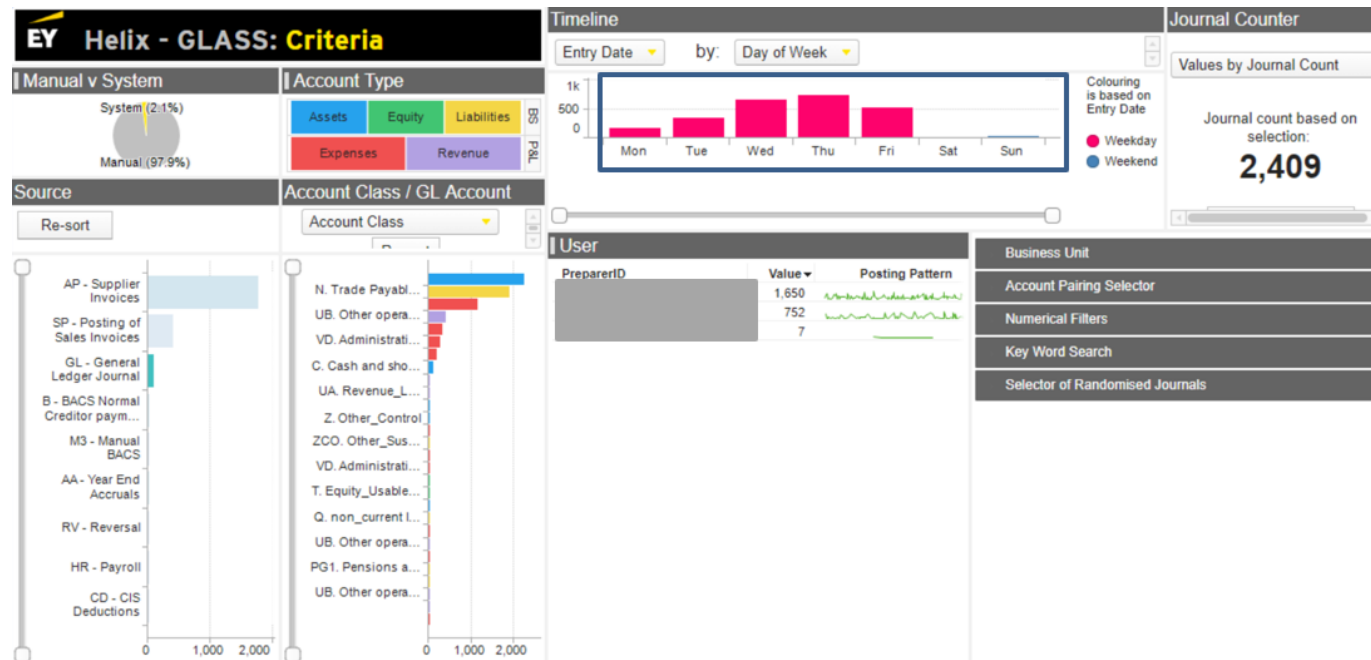 EY Helix - GLASS: Criteria
Manual v System
System (2.1%)
Manual (97.9%)
Account Type
Assets
Equity
Liabilities
BS
Expenses
Revenue
P&L
Source
Re-sort
AP - Supplier
Invoices
SP - Posting of
Sales Invoices
GL - General
Ledger Journal
B - BACS Normal
Creditor paym...
M3 - Manual
BACS
AA - Year End
Accruals
RV - Reversal
HR - Payroll
CD - CIS
Deductions
0 1,000 2,000
Account Class / GL Account
Account Class
N. Trade Payabl...
UB. Other opera...
VD. Administrati...
C. Cash and sho...
UA. Revenue_L...
Z. Other_Control
ZCO. Other_Sus...
VD. Administrati...
T. Equity_Usable...
Q. non_current l...
UB. Other opera...
PG1. Pensions a...
UB. Other opera...
0 1,000 2,000
Timeline
Entry Date by: Day of Week
1k
500
0
Mon Tue Wed Thu Fri Sat Sun
Colouring
is based on
Entry Date
Weekday
Weekend
Journal Counter
Values by Journal Count
Journal count based on
selection:
2,409
User
PreparerID Value Posting Pattern
1,650
752
7
Business Unit
Account Pairing Selector
Numerical Filters
Key Word Search
Selector of Randomised Journals